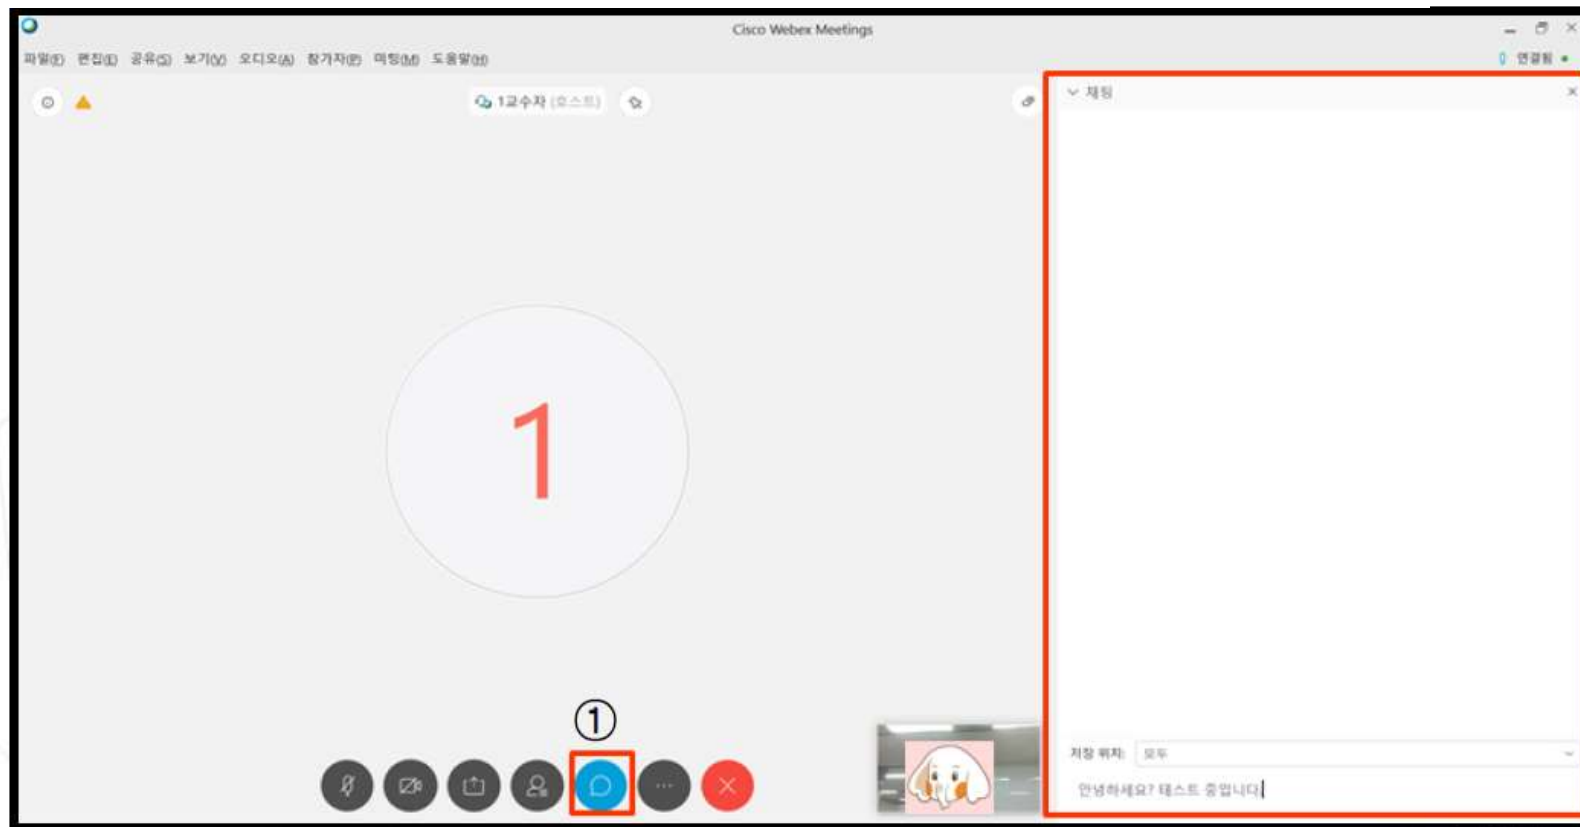 Cisco Webex Meetings
파일(F) 편집(E) 공유(S) 보기(V) 오디오(A) 참가자(P) 미팅(M) 도움말(H)
연결됨
1교수자 (호스트)
채팅
1
①
저장 위치: 모두
안녕하세요? 테스트 중입니다.